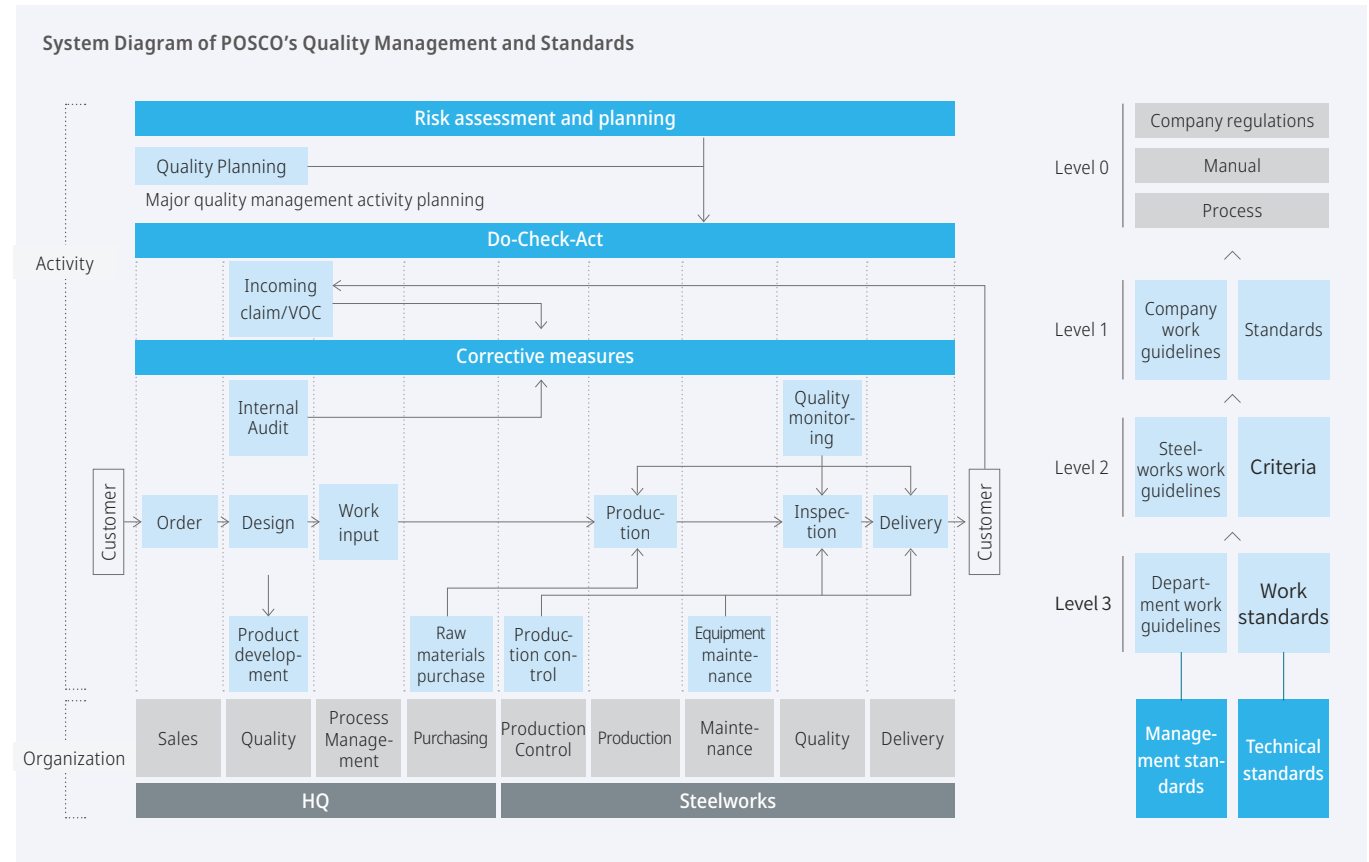 System Diagram of POSCO's Quality Management and Standards
Activity
Risk assessment and planning
Quality Planning
Major quality management activity planning
Do-Check-Act
Incoming
claim/VOC
Corrective measures
Internal
Audit
Quality
monitor-
ing
Customer
Order
Design
Work
input
Produc-
tion
Inspec-
tion
Delivery
Customer
Product
develop-
ment
Raw
materials
purchase
Produc-
tion con-
trol
Equipment
mainte-
nance
Organization
Sales
Quality
Process
Manage-
ment
Purchasing
Production
Control
Production
Mainte-
nance
Quality
Delivery
HQ
Steelworks
Level 0
Company regulations
Manual
Process
Level 1
Company
work
guidelines
Standards
Level 2
Steel-
works work
guidelines
Criteria
Level 3
Depart-
ment work
guidelines
Work
standards
Manage-
ment stan-
dards
Technical
standards